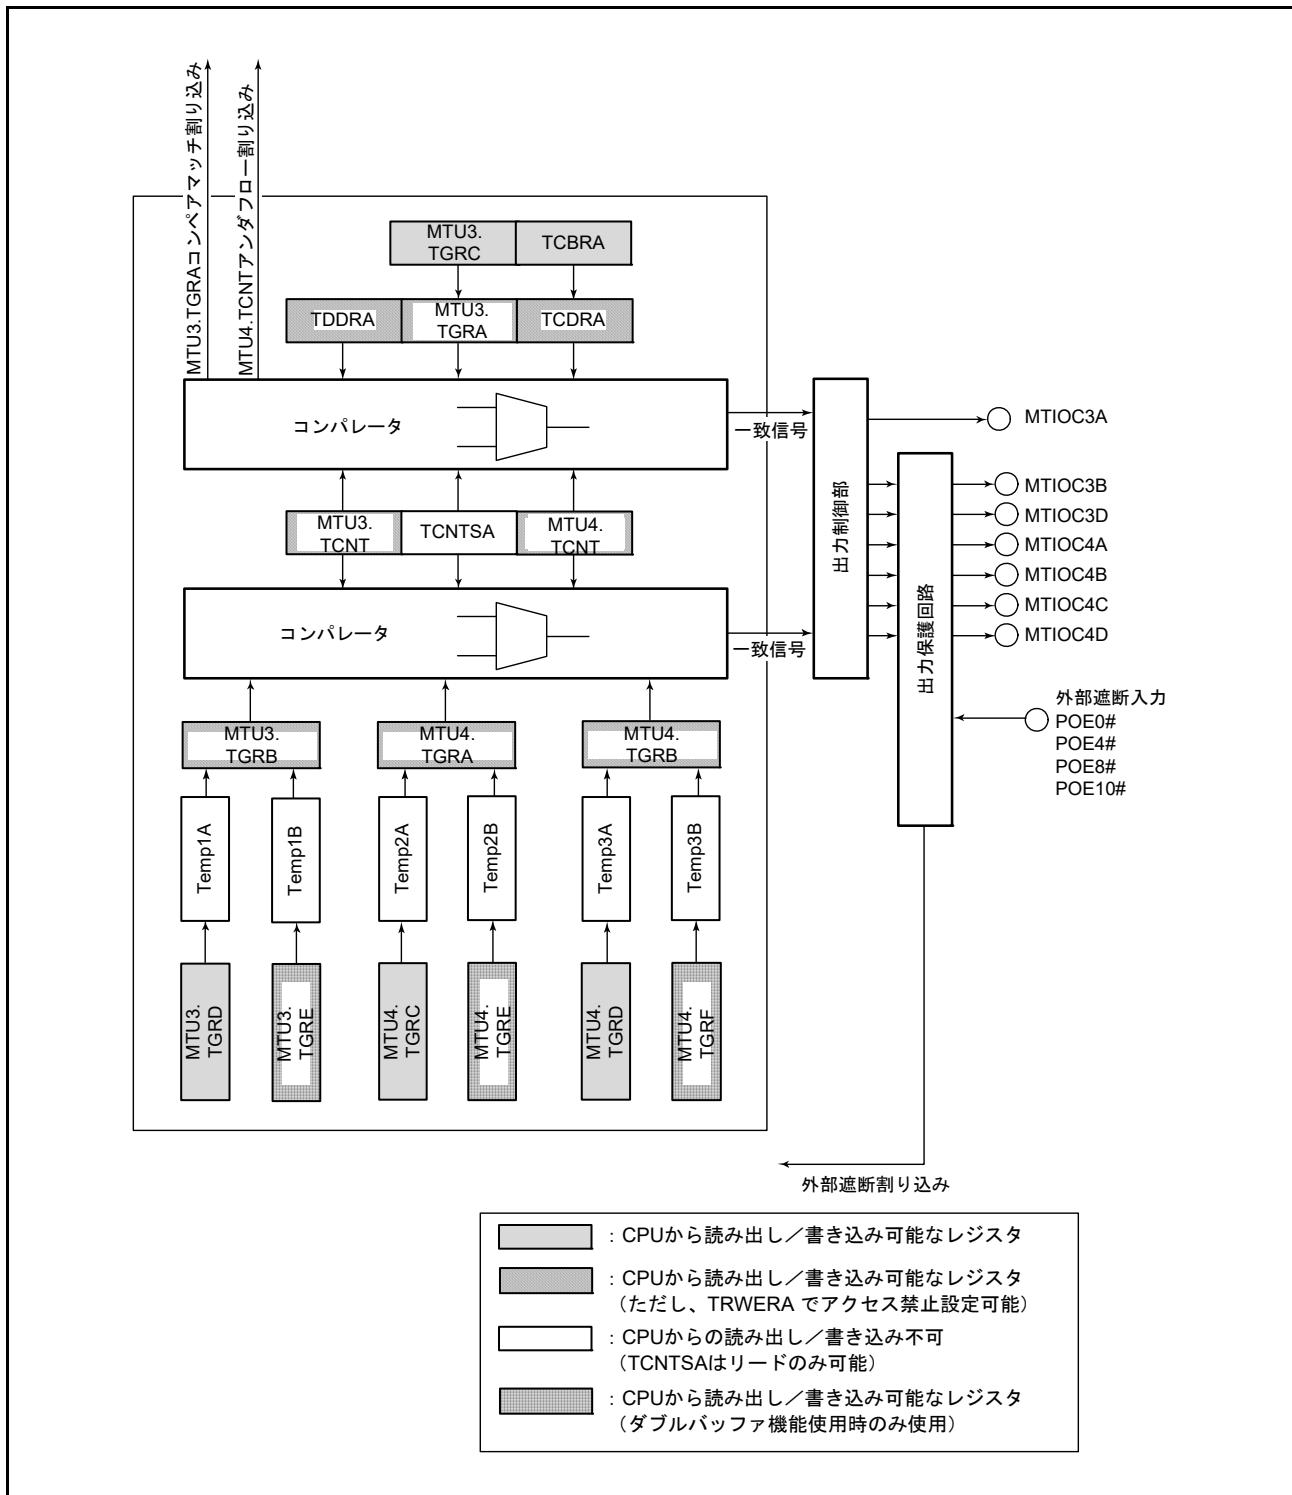 MTU3.TGRAコンペアマッチ割り込み
MTU4.TCNTアンダフロー割り込み
MTU3.
TGRC
TCBRA
TDDRA
MTU3.
TGRA
TCDRA
コンパレータ
一致信号
MTU3.
TCNT
TCNTSA
MTU4.
TCNT
コンパレータ
一致信号
出力制御部
出力保護回路
MTIOC3A
MTIOC3B
MTIOC3D
MTIOC4A
MTIOC4B
MTIOC4C
MTIOC4D
外部遮断入力
POE0#
POE4#
POE8#
POE10#
MTU3.
TGRB
MTU4.
TGRA
MTU4.
TGRB
Temp1A
Temp1B
Temp2A
Temp2B
Temp3A
Temp3B
MTU3.
TGRD
MTU3.
TGRE
MTU4.
TGRC
MTU4.
TGRE
MTU4.
TGRD
MTU4.
TGRF
外部遮断割り込み
：CPUから読み出し／書き込み可能なレジスタ
：CPUから読み出し／書き込み可能なレジスタ
（ただし、TRWERA でアクセス禁止設定可能）
：CPUからの読み出し／書き込み不可
（TCNTSAはリードのみ可能）
：CPUから読み出し／書き込み可能なレジスタ
（ダブルバッファ機能使用時のみ使用）